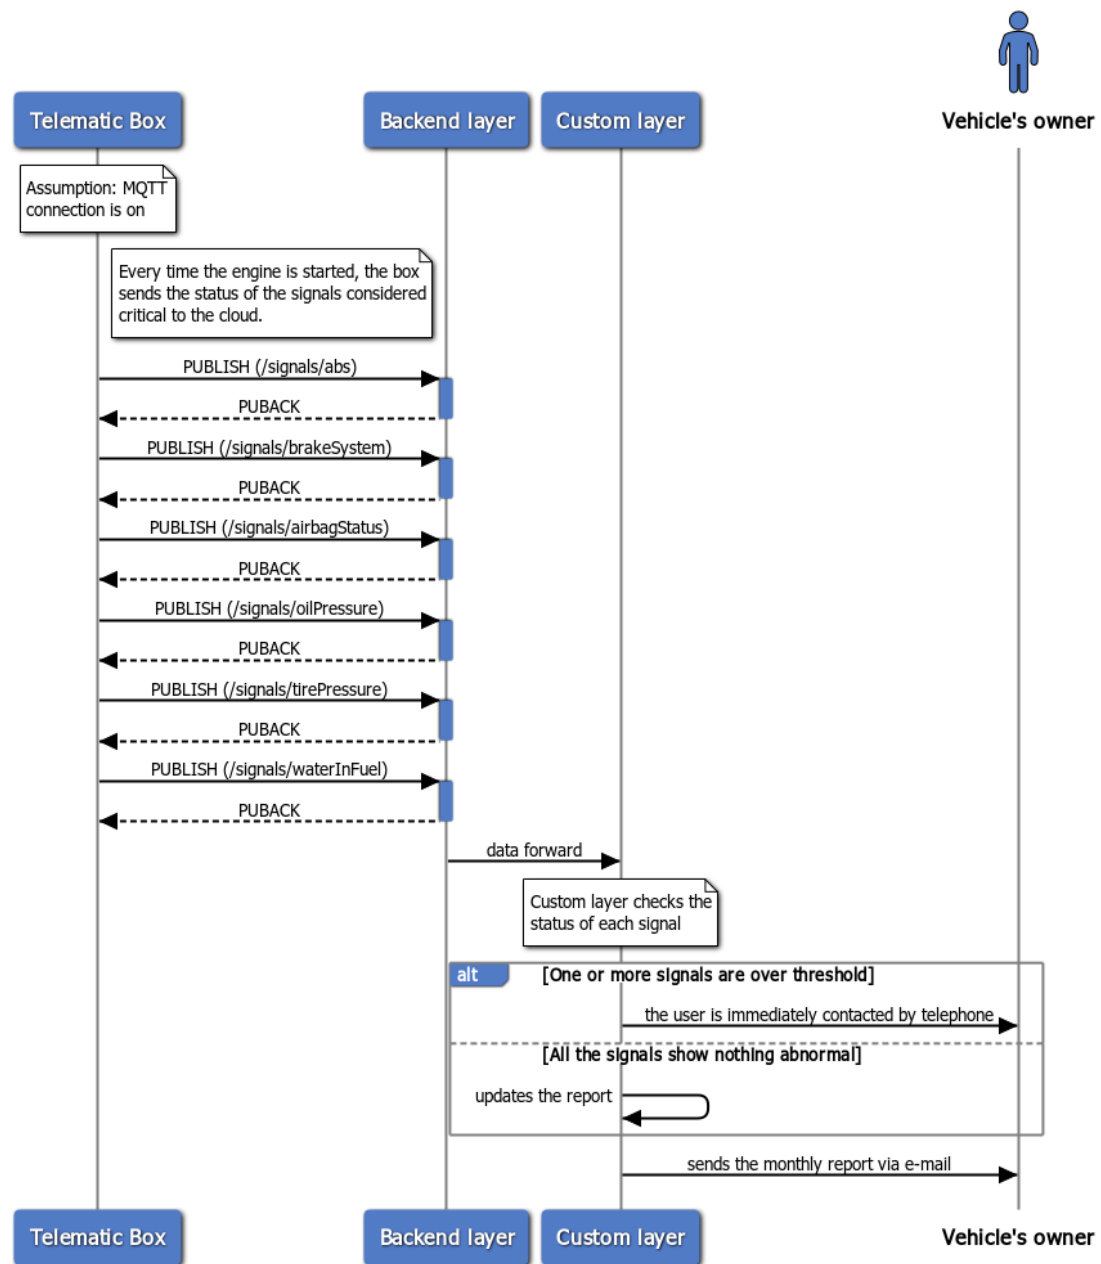 Telematic Box
Backend layer
Custom layer
Vehicle's owner
Assumption: MQTT
connection is on
Every time the engine is started, the box
sends the status of the signals considered
critical to the cloud.
PUBLISH (/signals/abs)
PUBACK
PUBLISH (/signals/brakeSystem)
PUBACK
PUBLISH (/signals/airbagStatus)
PUBACK
PUBLISH (/signals/oilPressure)
PUBACK
PUBLISH (/signals/tirePressure)
PUBACK
PUBLISH (/signals/waterInFuel)
PUBACK
data forward
Custom layer checks the
status of each signal
alt
[One or more signals are over threshold]
the user is immediately contacted by telephone
[All the signals show nothing abnormal]
updates the report
sends the monthly report via e-mail
Telematic Box
Backend layer
Custom layer
Vehicle's owner